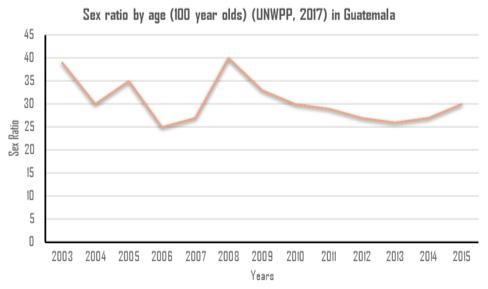 Sex ratio by age (100 year olds) (UNWPP, 2017) in Guatemala
45
40
35
30
25
20
15
10
5
0
Sex Ratio
2003 2004 2005 2006 2007 2008 2009 2010 2011 2012 2013 2014 2015
Years